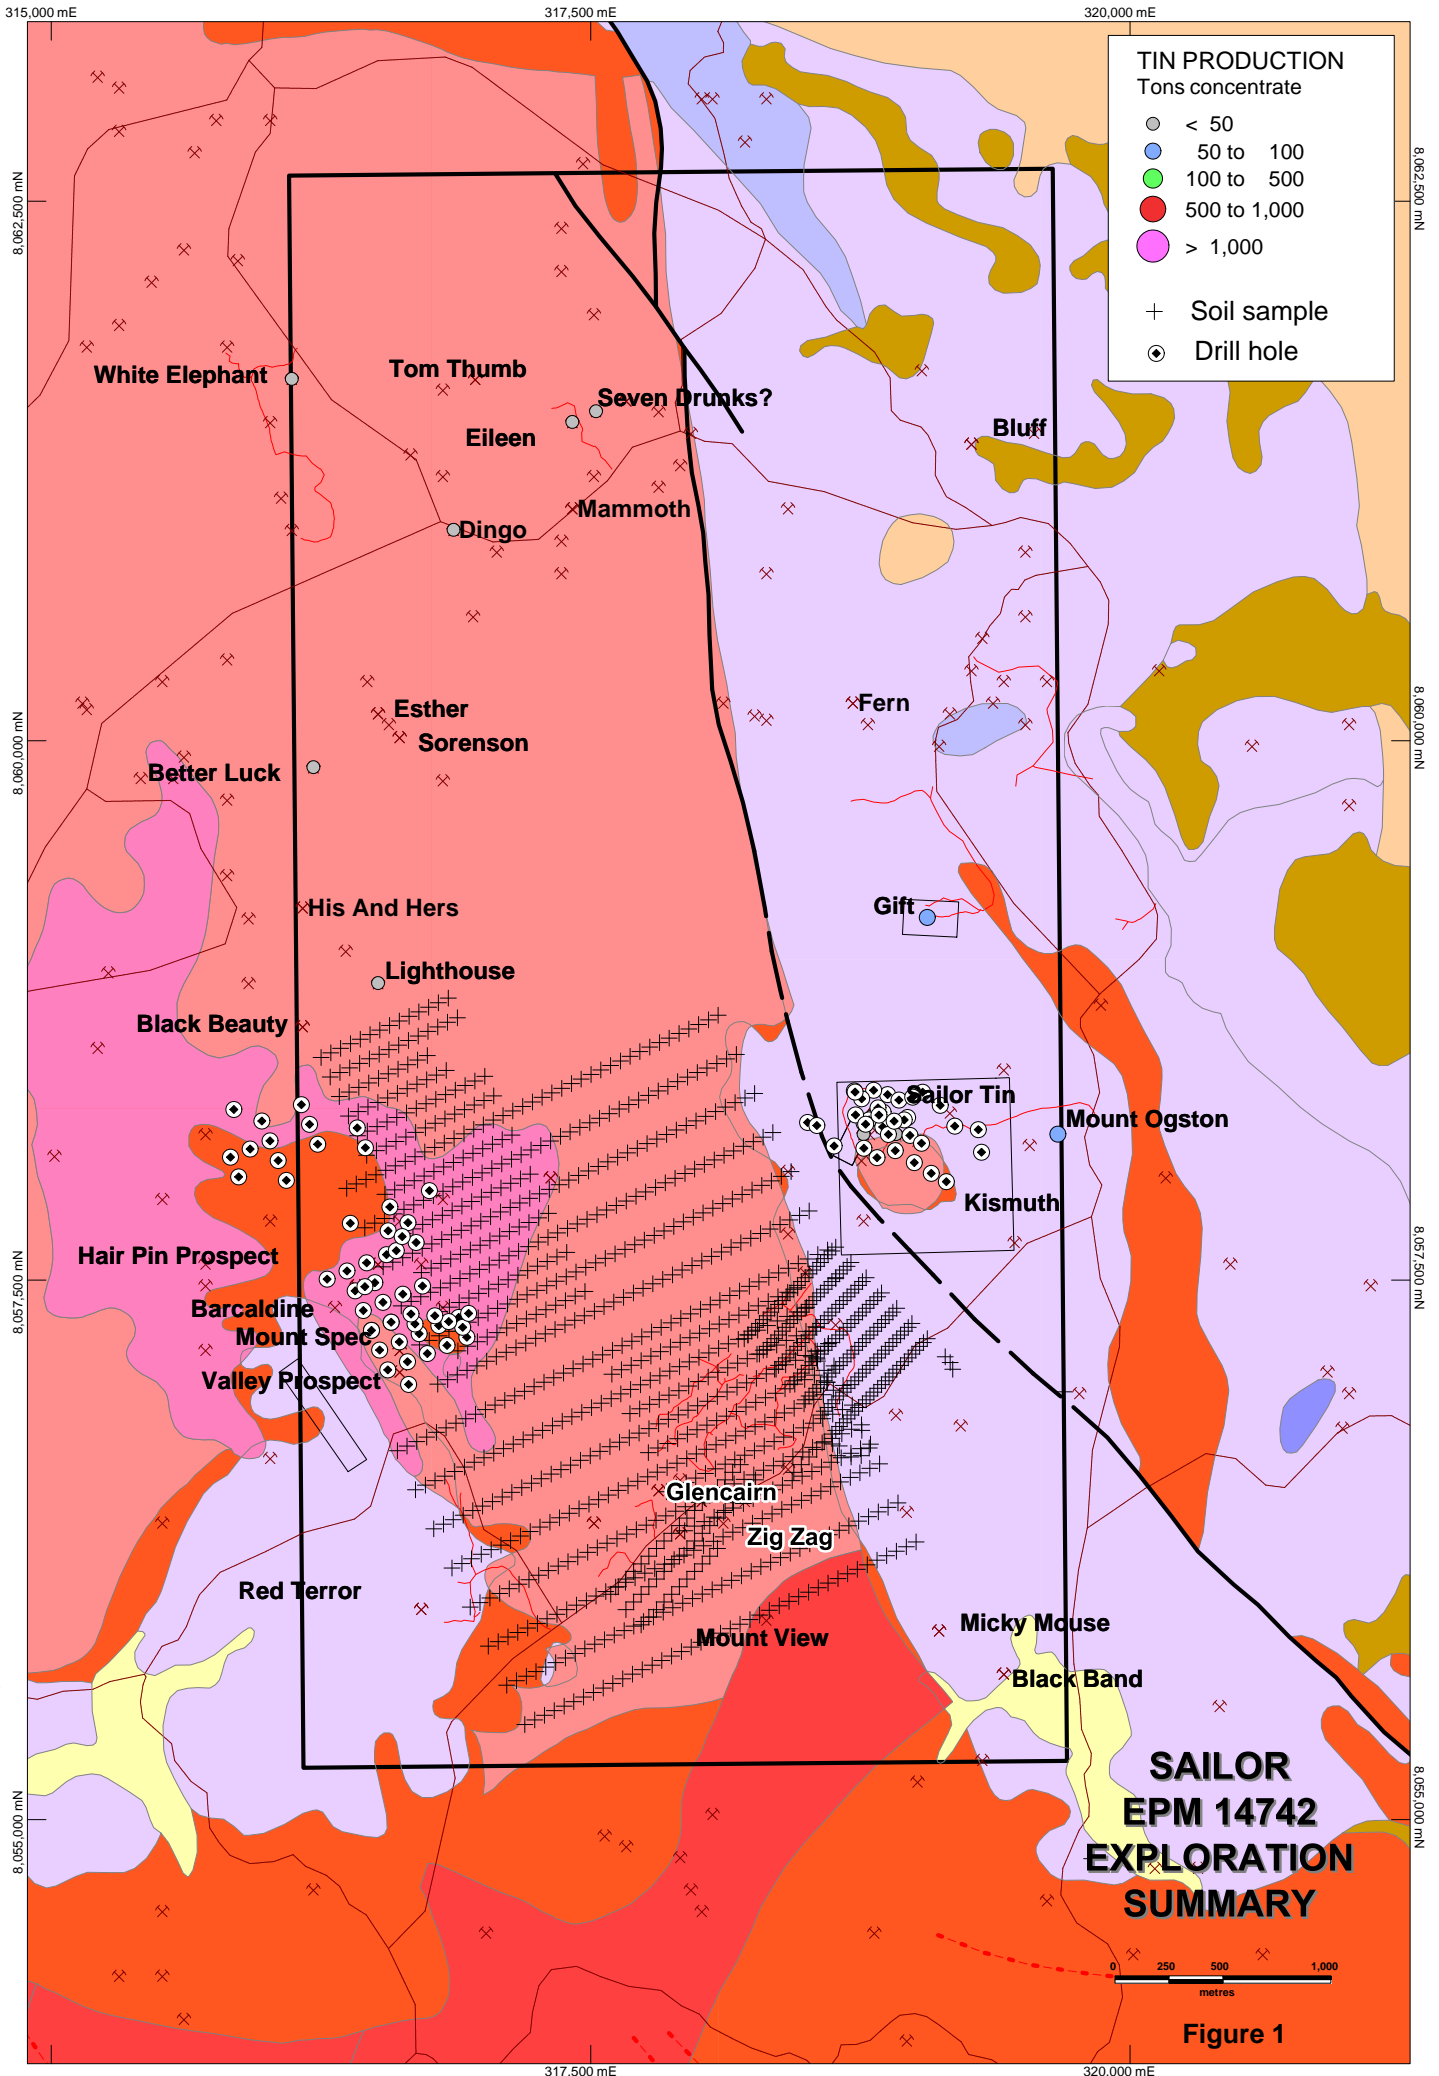 315,000 mE
317,500 mE
320,000 mE
TIN PRODUCTION
Tons concentrate
< 50
50 to 100
100 to 500
500 to 1,000
> 1,000
Soil sample
Drill hole
8,062,500 mN
8,062,500 mN
White Elephant
Tom Thumb
Seven Drunks?
Eileen
Bluff
Mammoth
Dingo
Esther
Fern
Sorenson
8,060,000 mN
8,060,000 mN
Better Luck
His And Hers
Gift
Lighthouse
Black Beauty
Sailor Tin
Mount Ogston
Kismuth
Hair Pin Prospect
8,057,500 mN
8,057,500 mN
Barcaldine
Mount Spec
Valley Prospect
Glencairn
Zig Zag
Red Terror
Micky Mouse
Mount View
Black Band
8,055,000 mN
8,055,000 mN
SAILOR
EPM 14742
EXPLORATION
SUMMARY
0 250 500 1,000
metres
Figure 1
317,500 mE
320,000 mE